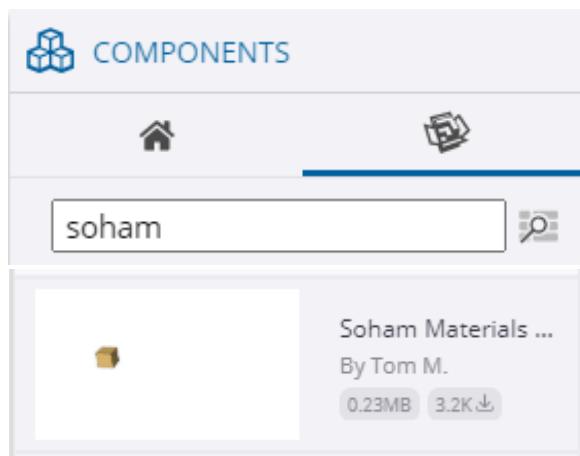 COMPONENTS
soham
Soham Materials ...
By Tom M.
0.23MB 3.2K